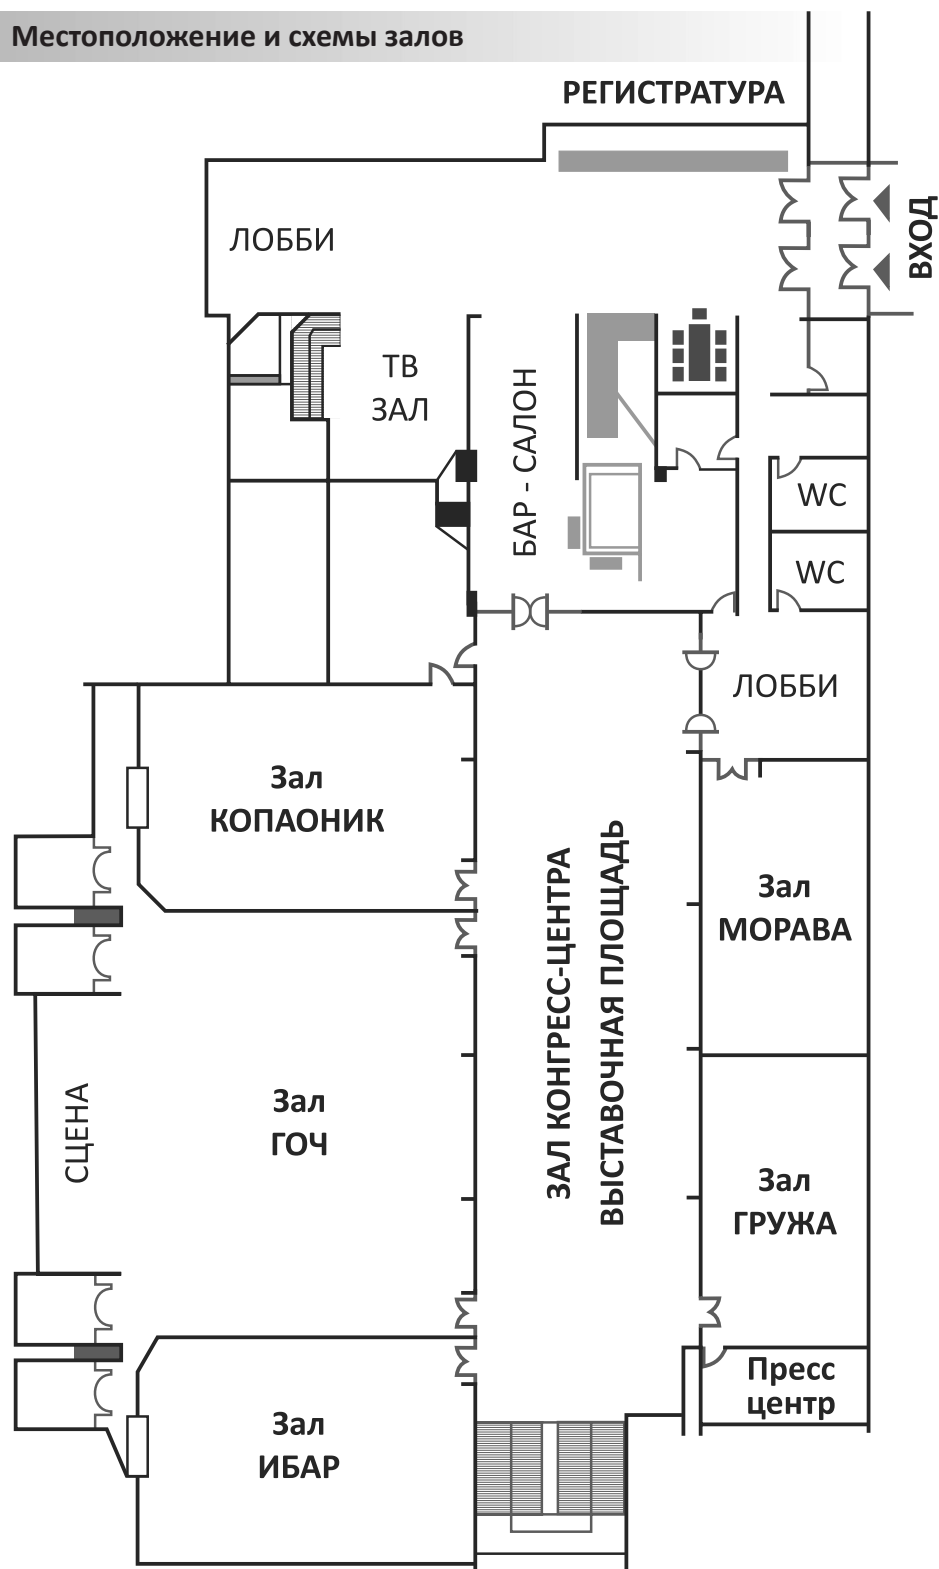 Местоположение и схемы залов
РЕГИСТРАТУРА
ВХОД
ЛОББИ
ТВ
ЗАЛ
БАР - САЛОН
WC
WC
ЛОББИ
Зал
КОПАОНИК
ЗАЛ КОНГРЕСС-ЦЕНТРА
ВЫСТАВОЧНАЯ ПЛОЩАДЬ
Зал
МОРАВА
СЦЕНА
Зал
ГОЧ
Зал
ГРУЖА
Пресс
центр
Зал
ИБАР